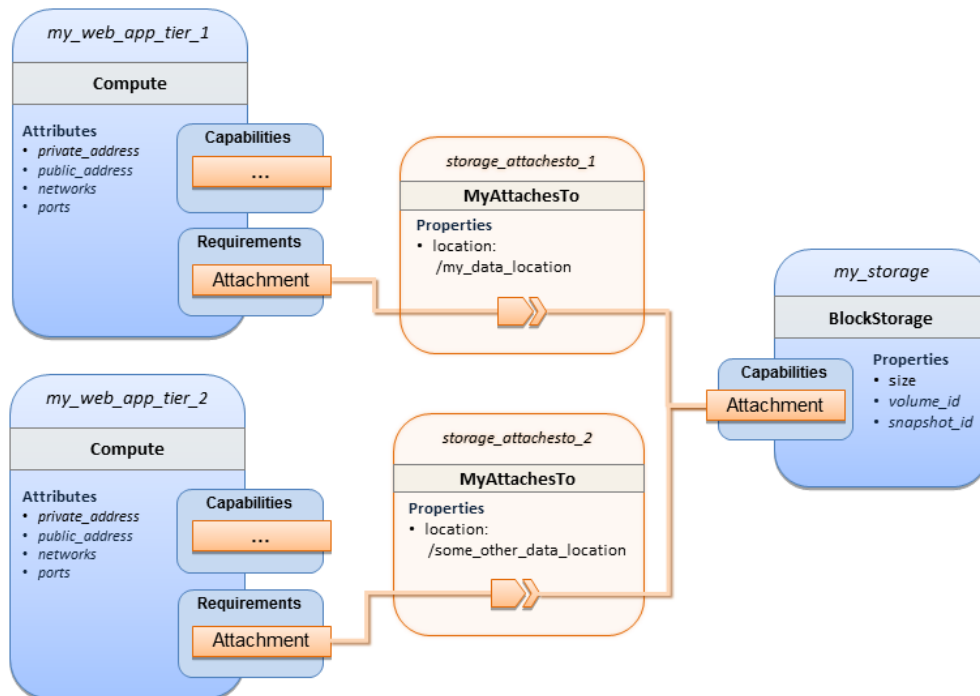 my_web_app_tier_1
Compute
Attributes
• private_address
• public_address
• networks
• ports
Capabilities
...
Requirements
Attachment
storage_attachesto_1
MyAttachesTo
Properties
• location:
/my_data_location
my_web_app_tier_2
Compute
Attributes
• private_address
• public_address
• networks
• ports
Capabilities
...
Requirements
Attachment
storage_attachesto_2
MyAttachesTo
Properties
• location:
/some_other_data_location
my_storage
BlockStorage
Properties
• size
• volume_id
• snapshot_id
Capabilities
Attachment